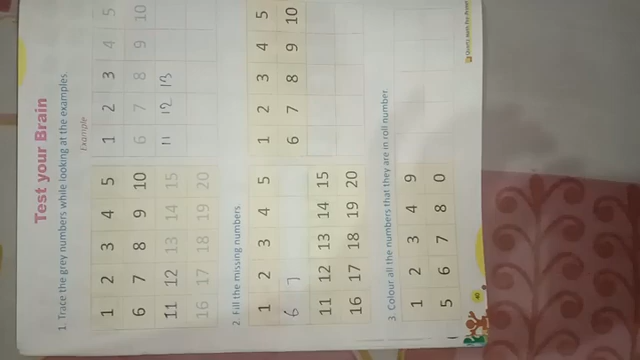 Test your Brain
1. Trace the grey numbers while looking at the examples.
Example
1 2 3 4 5
6 7 8 9 10
11 12 13 14 15
16 17 18 19 20
1 2 3 4 5
6 7 8 9 10
11 12 13
2. Fill the missing numbers
1 2 3 4 5
6 7
11 12 13 14 15
16 17 18 19 20
1 2 3 4 5
6 7 8 9 10
3. Colour all the numbers that they are in roll number.
1 2 3 4 9
5 6 7 8 0